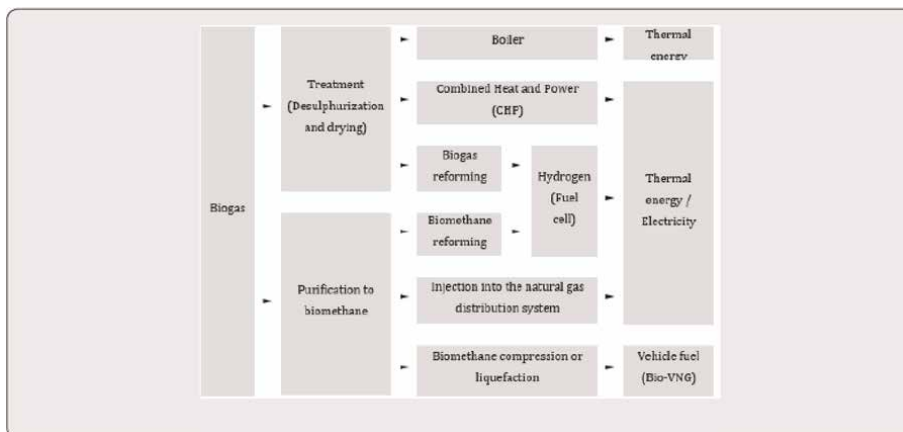 Biogas
Treatment
(Desulphurization
and drying)
Purification to
biomethane
Boiler
Combined Heat and Power
(CHP)
Biogas
reforming
Biomethane
reforming
Hydrogen
(Fuel
cell)
Injection into the natural gas
distribution system
Biomethane compression or
liquefaction
Thermal
energy
Thermal
energy /
Electricity
Vehicle fuel
(Bio-VNG)